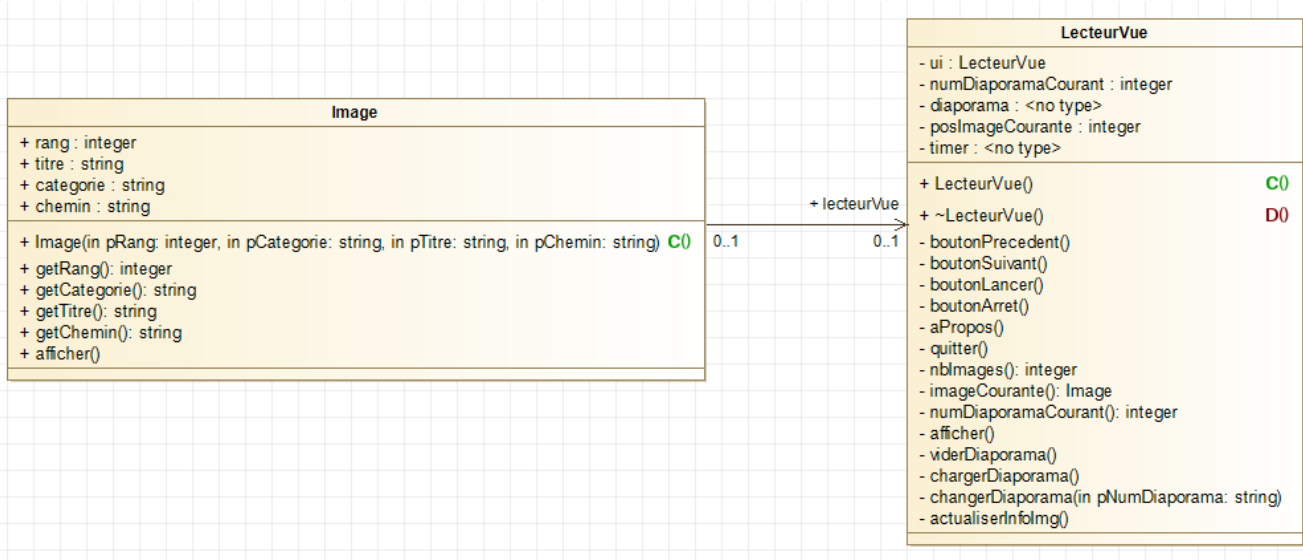 Image
+ rang : integer
+ titre : string
+ categorie : string
+ chemin : string
+ Image(in pRang: integer, in pCategorie: string, in pTitre: string, in pChemin: string) C()
+ getRang(): integer
+ getCategorie(): string
+ getTitre(): string
+ getChemin(): string
+ afficher()
+ lecteurVue
0..1
0..1
LecteurVue
- ui : LecteurVue
- numDiaporamaCourant : integer
- diaporama : <no type>
- posImageCourante : integer
- timer : <no type>
+ LecteurVue() C()
+ ~LecteurVue() D()
- boutonPrecedent()
- boutonSuivant()
- boutonLancer()
- boutonArret()
- aPropos()
- quitter()
- nbImages(): integer
- imageCourante(): Image
- numDiaporamaCourant(): integer
- afficher()
- viderDiaporama()
- chargerDiaporama()
- changerDiaporama(in pNumDiaporama: string)
- actualiserInfoImg()